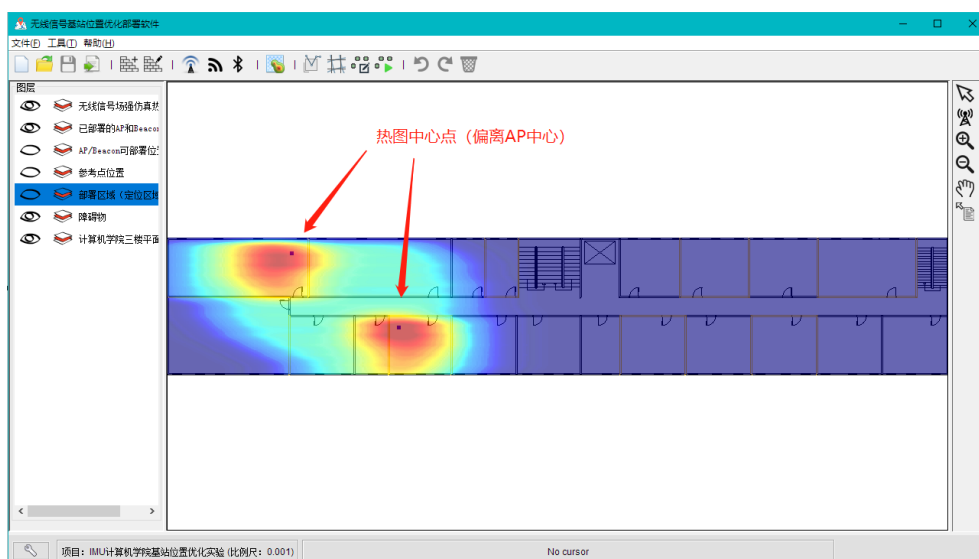 无线信号基站位置优化部署软件
文件(F) 工具(T) 帮助(H)
图层
无线信号场强仿真热
已部署的AP和Beacon
AP/Beacon可部署位
参考点位置
部署区域（定位区域
障碍物
计算机学院三楼平面
热图中心点（偏离AP中心）
项目：IMU计算机学院基站位置优化实验 (比例尺：0.001)
No cursor